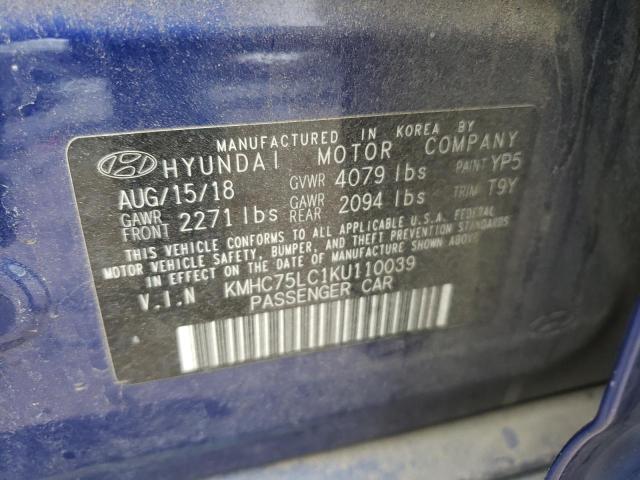 MANUFACTURED IN KOREA BY
HYUNDAI MOTOR COMPANY
AUG/15/18 GVWR 4079 lbs PAINT YP5
GAWR FRONT 2271 lbs GAWR REAR 2094 lbs TRIM T9Y
THIS VEHICLE CONFORMS TO ALL APPLICABLE U.S.A. FEDERAL
MOTOR VEHICLE SAFETY, BUMPER, AND THEFT PREVENTION STANDARDS
IN EFFECT ON THE DATE OF MANUFACTURE SHOWN ABOVE.
V.I.N KMHC75LC1KU110039
PASSENGER CAR